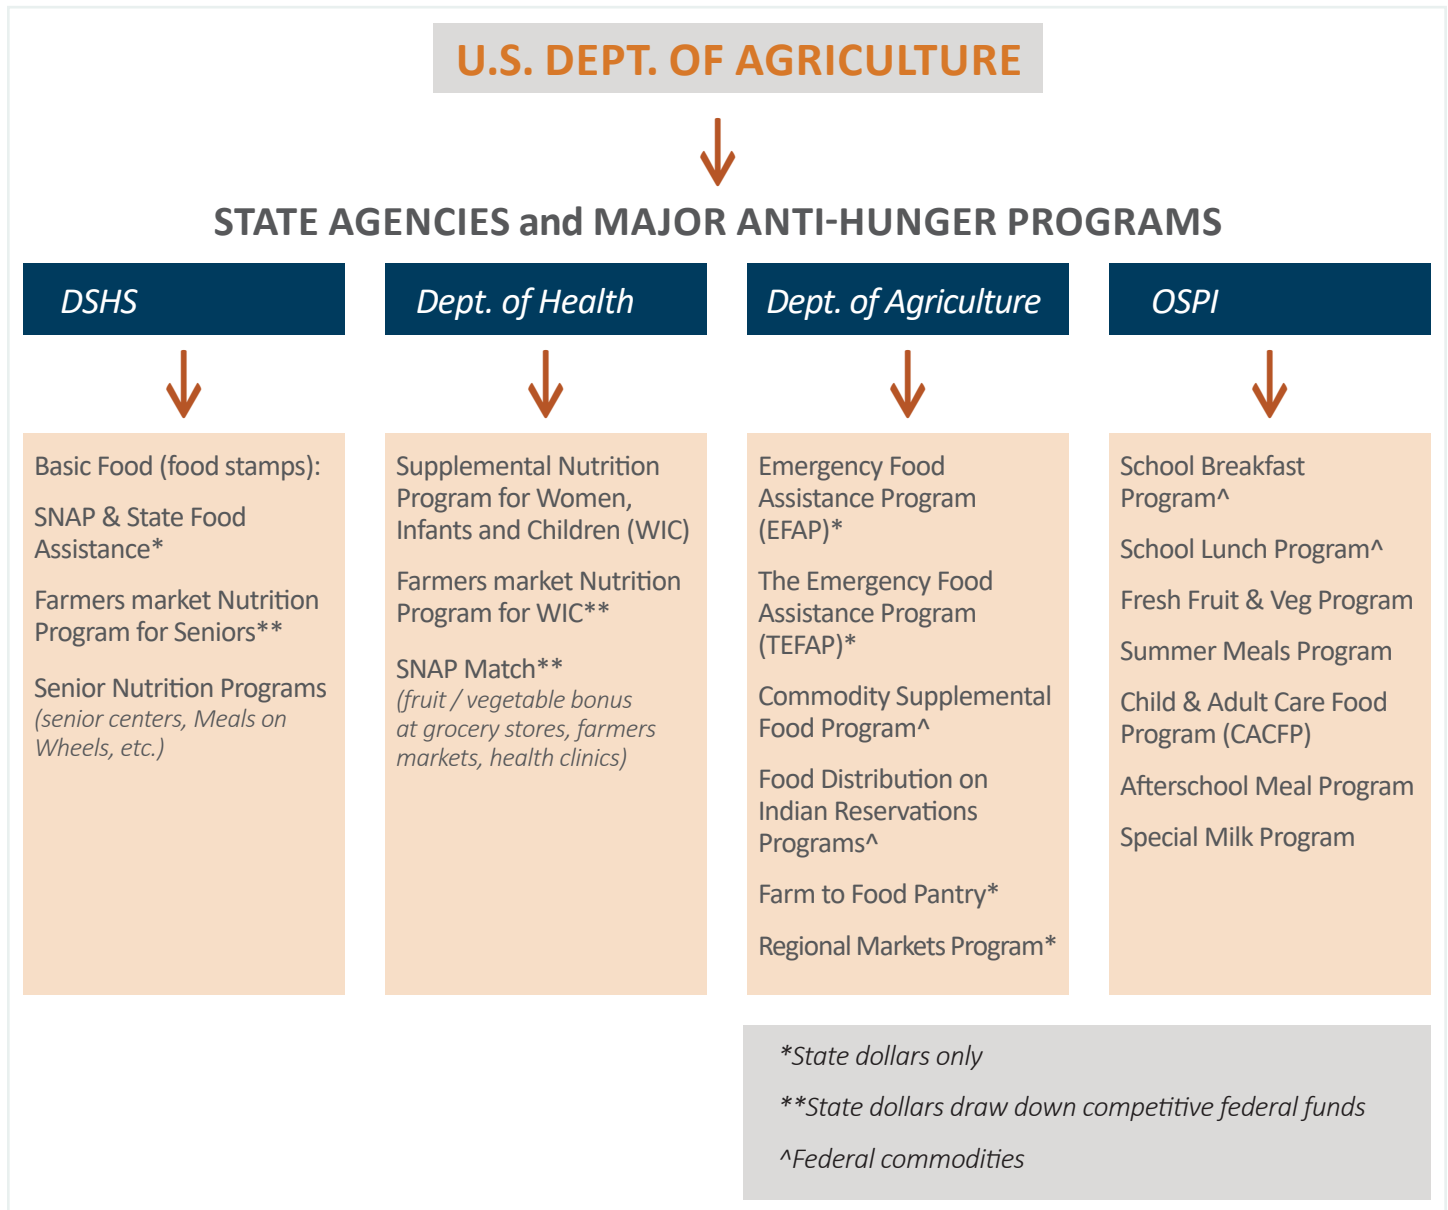 U.S. DEPT. OF AGRICULTURE
STATE AGENCIES and MAJOR ANTI-HUNGER PROGRAMS
DSHS
Basic Food (food stamps):
SNAP & State Food
Assistance*
Farmers market Nutrition
Program for Seniors**
Senior Nutrition Programs
(senior centers, Meals on
Wheels, etc.)
Dept. of Health
Supplemental Nutrition
Program for Women,
Infants and Children (WIC)
Farmers market Nutrition
Program for WIC**
SNAP Match**
(fruit / vegetable bonus
at grocery stores, farmers
markets, health clinics)
Dept. of Agriculture
Emergency Food
Assistance Program
(EFAP)*
The Emergency Food
Assistance Program
(TEFAP)*
Commodity Supplemental
Food Program^
Food Distribution on
Indian Reservations
Programs^
Farm to Food Pantry*
Regional Markets Program*
OSPI
School Breakfast
Program^
School Lunch Program^
Fresh Fruit & Veg Program
Summer Meals Program
Child & Adult Care Food
Program (CACFP)
Afterschool Meal Program
Special Milk Program
*State dollars only
**State dollars draw down competitive federal funds
^Federal commodities